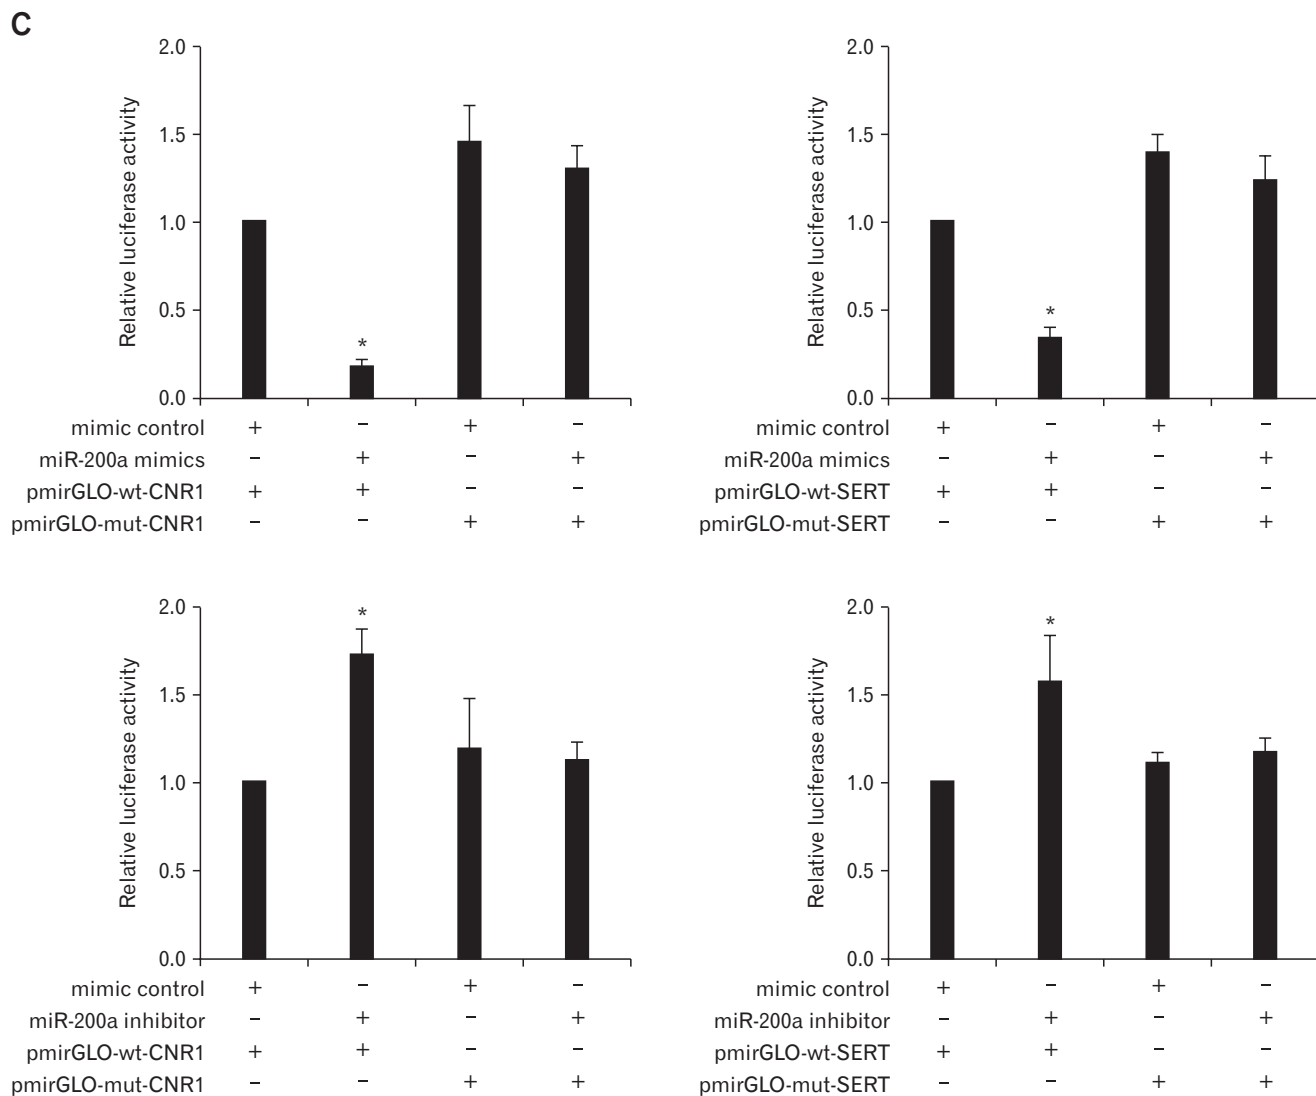 C
2.0
1.5
1.0
0.5
0.0
Relative luciferase activity
*
mimic control + – + –
miR-200a mimics – + – +
pmirGLO-wt-CNR1 + + – –
pmirGLO-mut-CNR1 – – + +
2.0
1.5
1.0
0.5
0.0
Relative luciferase activity
*
mimic control + – + –
miR-200a mimics – + – +
pmirGLO-wt-SERT + + – –
pmirGLO-mut-SERT – – + +
2.0
1.5
1.0
0.5
0.0
Relative luciferase activity
*
mimic control + – + –
miR-200a inhibitor – + – +
pmirGLO-wt-CNR1 + + – –
pmirGLO-mut-CNR1 – – + +
2.0
1.5
1.0
0.5
0.0
Relative luciferase activity
*
mimic control + – + –
miR-200a inhibitor – + – +
pmirGLO-wt-SERT + + – –
pmirGLO-mut-SERT – – + +